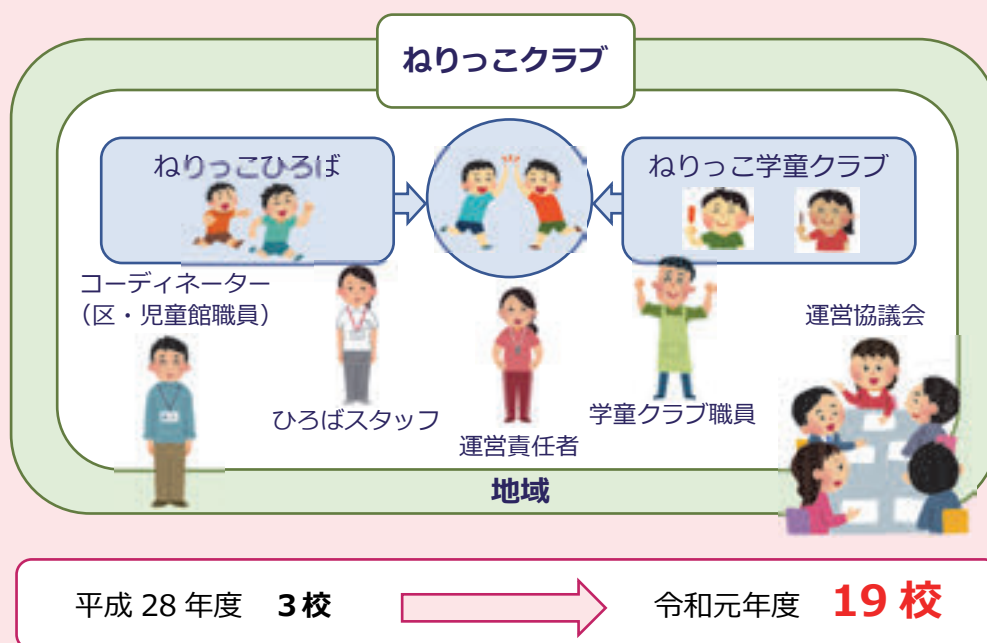 ねりっこクラブ
ねりっこひろば
ねりっこ学童クラブ
コーディネーター
（区・児童館職員）
運営協議会
ひろばスタッフ
学童クラブ職員
運営責任者
地域
平成 28 年度 3校
令和元年度 19 校